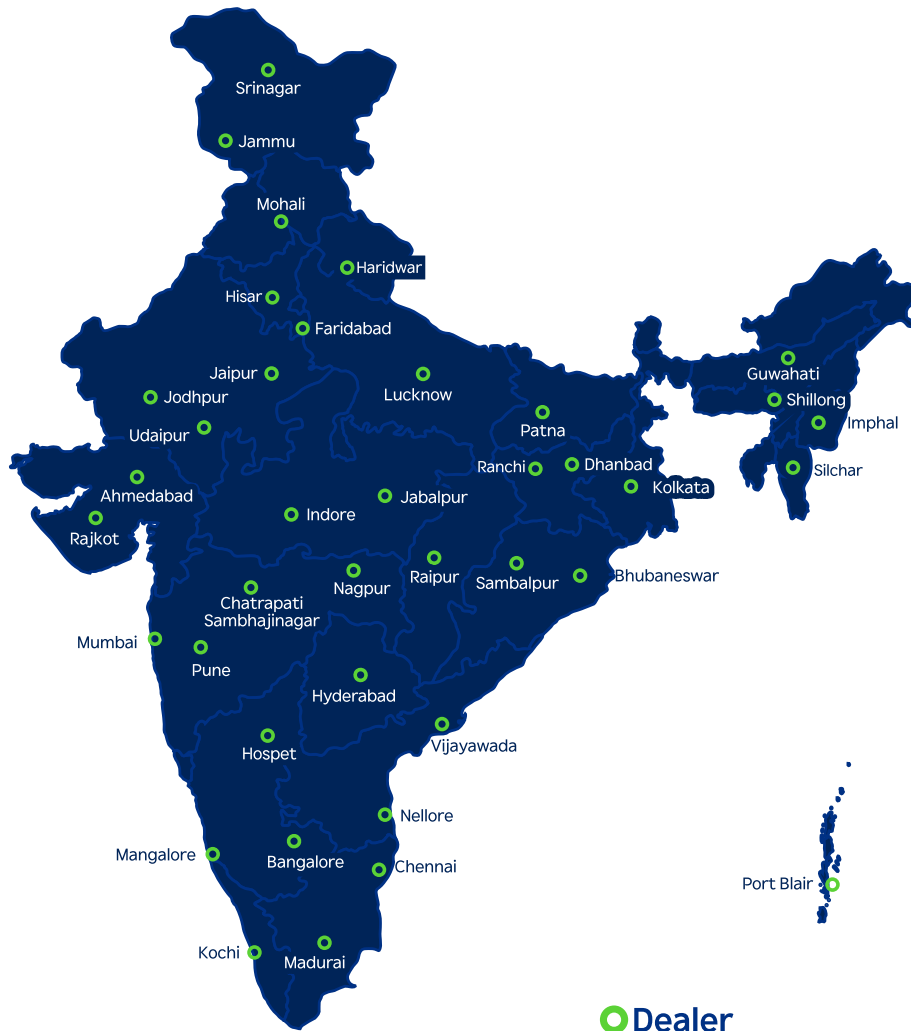 Srinagar
Jammu
Mohali
Haridwar
Hisar
Faridabad
Jaipur
Lucknow
Guwahati
Jodhpur
Shillong
Udaipur
Patna
Imphal
Ranchi
Dhanbad
Silchar
Ahmedabad
Jabalpur
Kolkata
Indore
Rajkot
Nagpur
Raipur
Sambalpur
Bhubaneswar
Chatrapati
Sambhajinagar
Mumbai
Pune
Hyderabad
Vijayawada
Hospet
Nellore
Mangalore
Bangalore
Chennai
Port Blair
Kochi
Madurai
Dealer